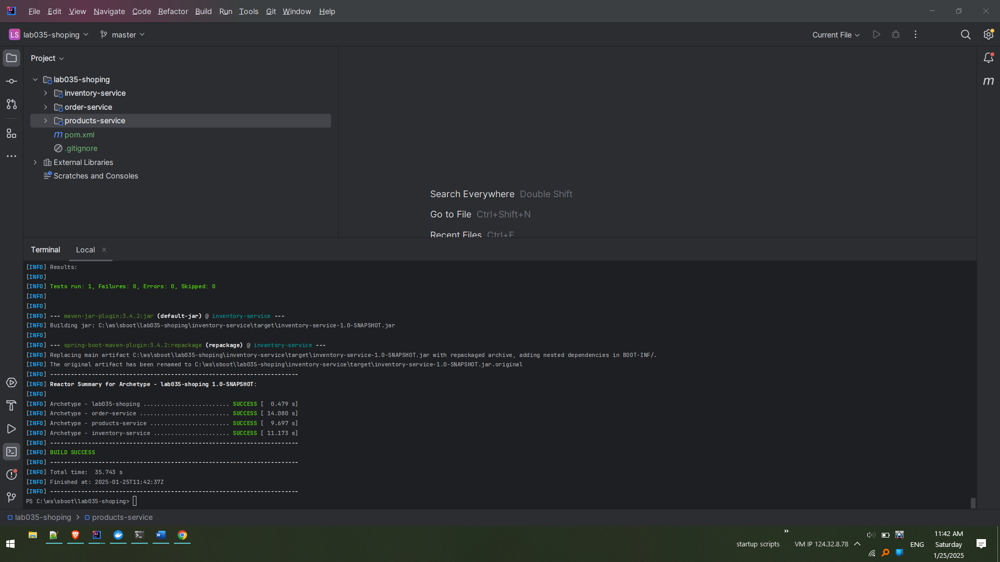 File Edit View Navigate Code Refactor Build Run Tools Git Window Help
LS lab035-shoping master Current File
Project
lab035-shoping
inventory-service
order-service
products-service
m pom.xml
.gitignore
External Libraries
Scratches and Consoles
m
Search Everywhere Double Shift
Go to File Ctrl+Shift+N
Recent Files Ctrl+E
Terminal Local
[INFO] Results:
[INFO]
[INFO] Tests run: 1, Failures: 0, Errors: 0, Skipped: 0
[INFO]
[INFO]
[INFO] --- maven-jar-plugin:3.4.2:jar (default-jar) @ inventory-service ---
[INFO] Building jar: C:\ws\sboot\lab035-shoping\inventory-service\target\inventory-service-1.0-SNAPSHOT.jar
[INFO]
[INFO] --- spring-boot-maven-plugin:3.4.2:repackage (repackage) @ inventory-service ---
[INFO] Replacing main artifact C:\ws\sboot\lab035-shoping\inventory-service\target\inventory-service-1.0-SNAPSHOT.jar with repackaged archive, adding nested dependencies in BOOT-INF/.
[INFO] The original artifact has been renamed to C:\ws\sboot\lab035-shoping\inventory-service\target\inventory-service-1.0-SNAPSHOT.jar.original
[INFO] ------------------------------------------------------------------------
[INFO] Reactor Summary for Archetype - lab035-shoping 1.0-SNAPSHOT:
[INFO]
[INFO] Archetype - lab035-shoping ......................... SUCCESS [  0.479 s]
[INFO] Archetype - order-service .......................... SUCCESS [ 14.080 s]
[INFO] Archetype - products-service ....................... SUCCESS [  9.697 s]
[INFO] Archetype - inventory-service ...................... SUCCESS [ 11.173 s]
[INFO] ------------------------------------------------------------------------
[INFO] BUILD SUCCESS
[INFO] ------------------------------------------------------------------------
[INFO] Total time:  35.743 s
[INFO] Finished at: 2025-01-25T11:42:37Z
[INFO] ------------------------------------------------------------------------
PS C:\ws\sboot\lab035-shoping>
lab035-shoping > products-service
startup scripts VM IP 124.32.8.78 ENG
11:42 AM
Saturday
1/25/2025